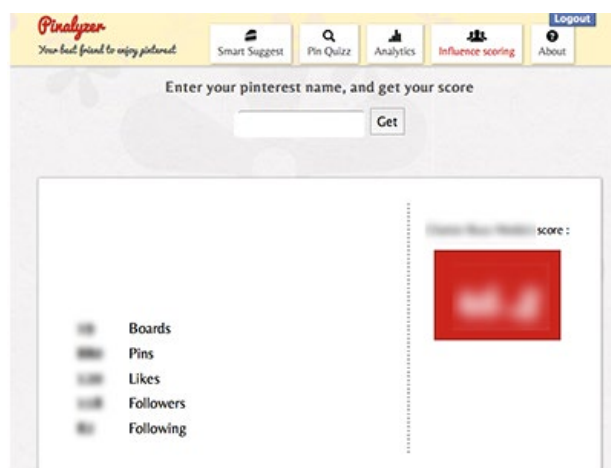 Logout
Pinalyzer
Your best friend to enjoy pinterest
Smart Suggest
Pin Quizz
Analytics
Influence scoring
About
Enter your pinterest name, and get your score
Get
score :
Boards
Pins
Likes
Followers
Following